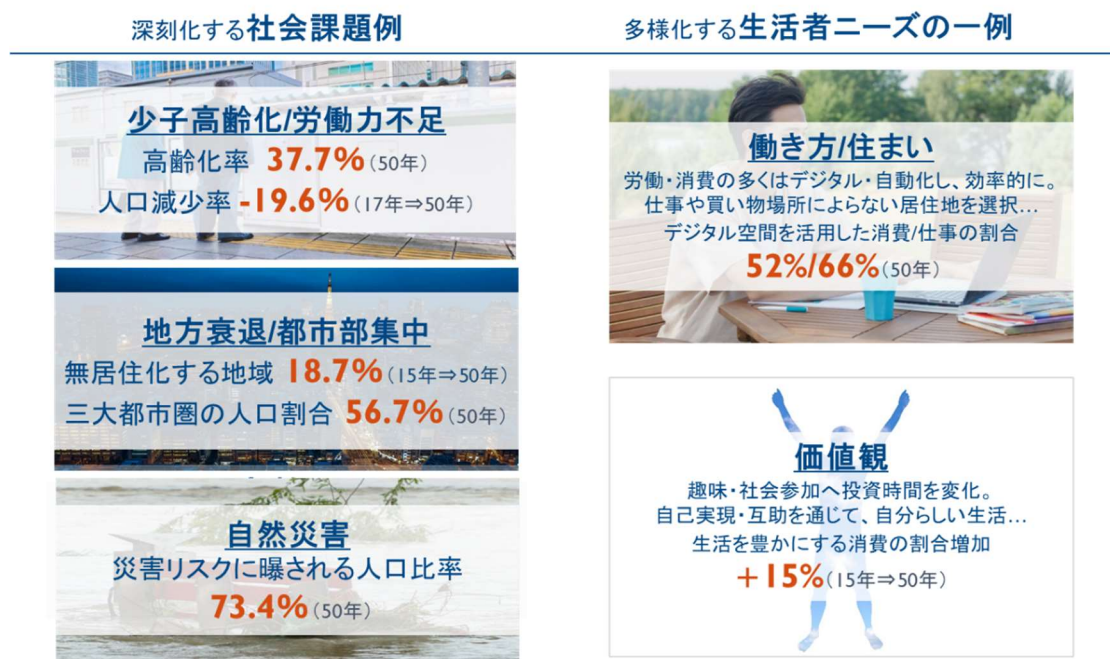 深刻化する社会課題例
少子高齢化/労働力不足
高齢化率 37.7%(50年)
人口減少率 -19.6%(17年⇒50年)
地方衰退/都市部集中
無居住化する地域 18.7%(15年⇒50年)
三大都市圏の人口割合 56.7%(50年)
自然災害
災害リスクに曝される人口比率
73.4%(50年)
多様化する生活者ニーズの一例
働き方/住まい
労働・消費の多くはデジタル・自動化し、効率的に。
仕事や買い物場所によらない居住地を選択…
デジタル空間を活用した消費/仕事の割合
52%/66%(50年)
価値観
趣味・社会参加へ投資時間を変化。
自己実現・互助を通じて、自分らしい生活…
生活を豊かにする消費の割合増加
+15%(15年⇒50年)